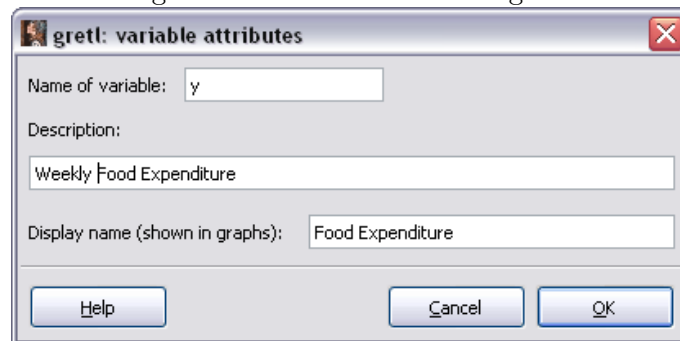 gretl: variable attributes
Name of variable: y
Description:
Weekly Food Expenditure
Display name (shown in graphs): Food Expenditure
Help Cancel OK